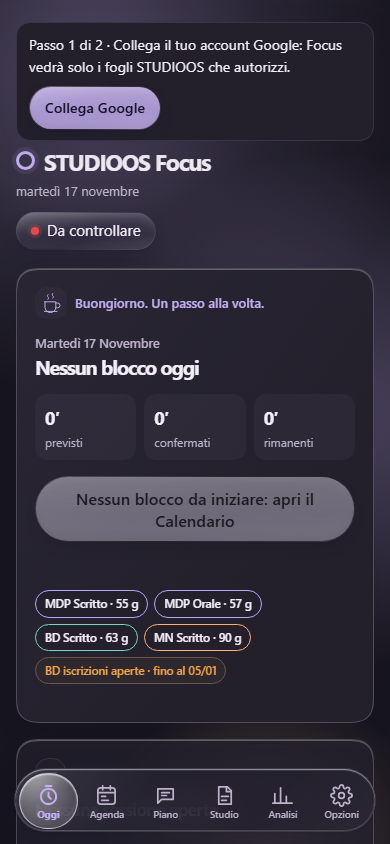 Passo 1 di 2 · Collega il tuo account Google: Focus
vedrà solo i fogli STUDIOOS che autorizzi.
Collega Google
STUDIOOS Focus
martedì 17 novembre
Da controllare
Buongiorno. Un passo alla volta.
Martedì 17 Novembre
Nessun blocco oggi
0′ 0′ 0′
previsti confermati rimanenti
Nessun blocco da iniziare: apri il
Calendario
MDP Scritto · 55 g MDP Orale · 57 g
BD Scritto · 63 g MN Scritto · 90 g
BD iscrizioni aperte · fino al 05/01
Oggi Agenda Piano Studio Analisi Opzioni